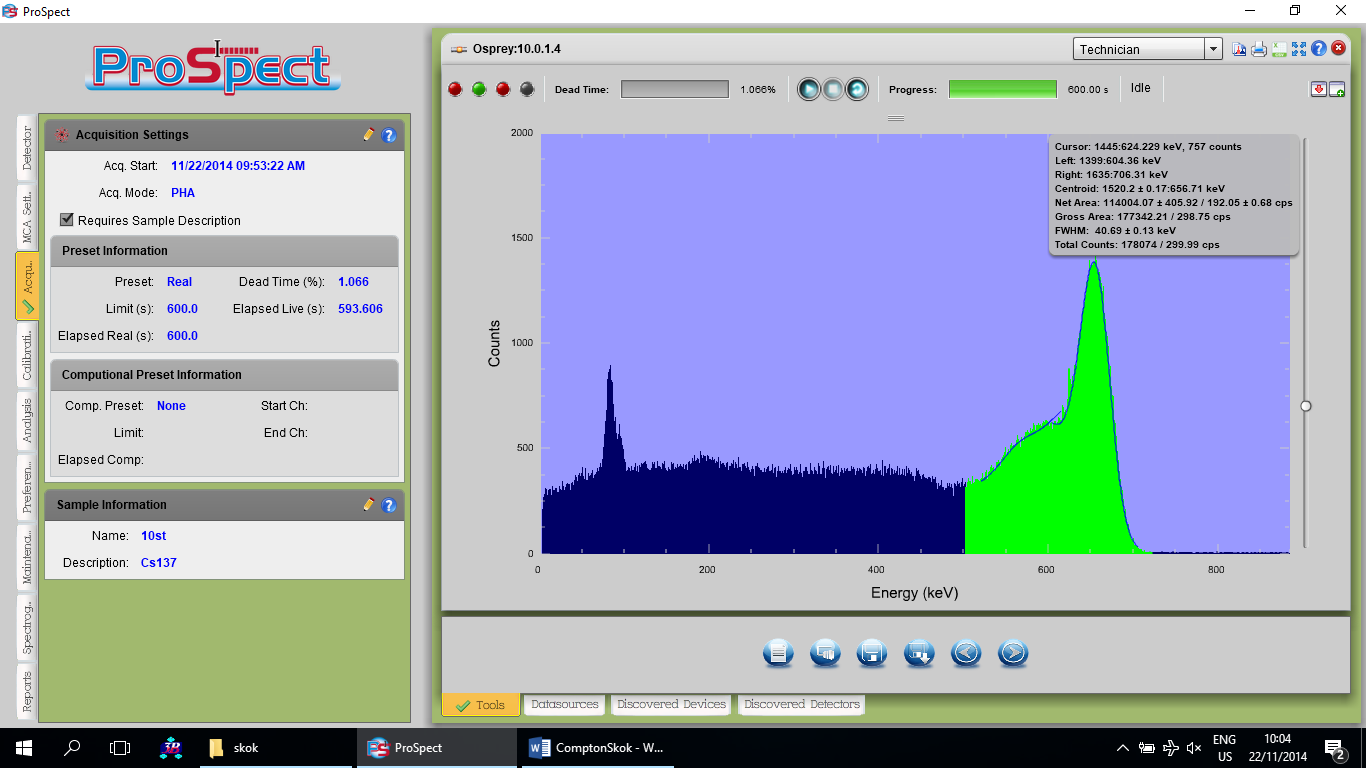 ProSpect
ProSpect
Detector
MCA Sett..
Acqu..
Calibrati..
Analysis
Preferen..
Maintena..
Spectrog..
Reports
Acquisition Settings
Acq. Start: 11/22/2014 09:53:22 AM
Acq. Mode: PHA
Requires Sample Description
Preset Information
Preset: Real Dead Time (%): 1.066
Limit (s): 600.0 Elapsed Live (s): 593.606
Elapsed Real (s): 600.0
Computional Preset Information
Comp. Preset: None Start Ch:
Limit: End Ch:
Elapsed Comp:
Sample Information
Name: 10st
Description: Cs137
Osprey:10.0.1.4
Technician
Dead Time: 1.066% Progress: 600.00 s Idle
Cursor: 1445:624.229 keV, 757 counts
Left: 1399:604.36 keV
Right: 1635:706.31 keV
Centroid: 1520.2 ± 0.17:656.71 keV
Net Area: 114004.07 ± 405.92 / 192.05 ± 0.68 cps
Gross Area: 177342.21 / 298.75 cps
FWHM: 40.69 ± 0.13 keV
Total Counts: 178074 / 299.99 cps
2000
1500
1000
500
0
Counts
0 200 400 600 800
Energy (keV)
Tools Datasources Discovered Devices Discovered Detectors
skok ProSpect ComptonSkok - W...
ENG
US
10:04
22/11/2014
2